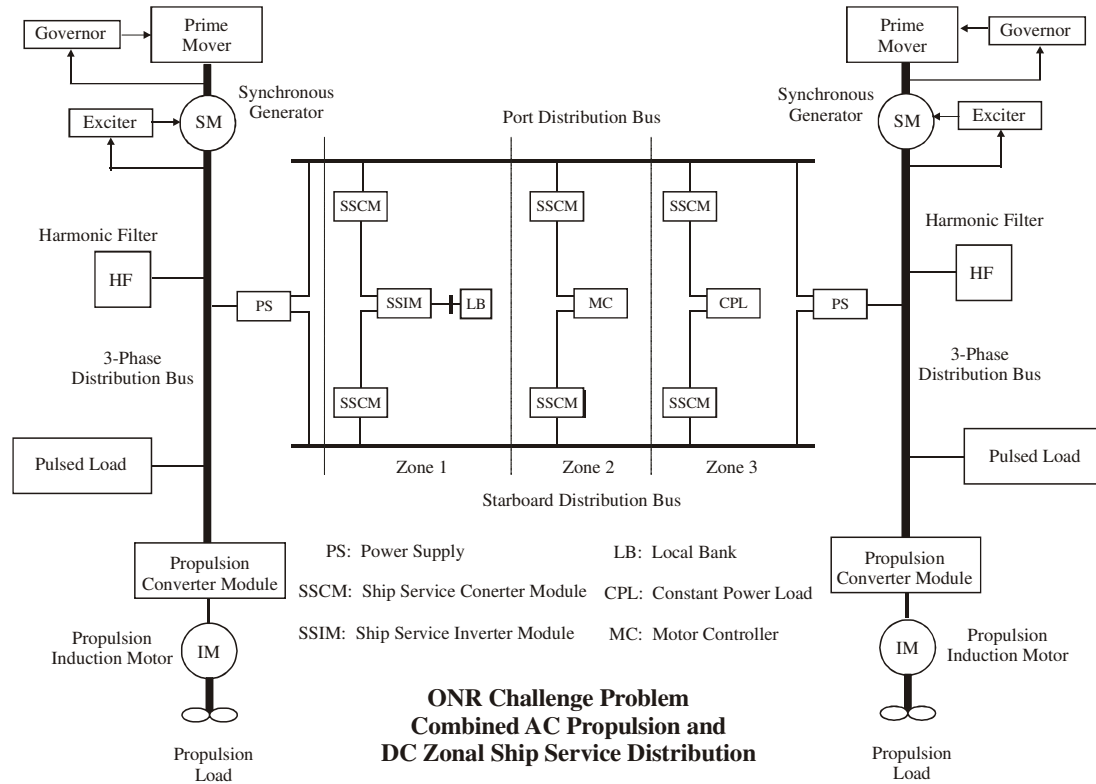 Governor
Prime
Mover
Synchronous
Generator
Exciter
SM
Harmonic Filter
HF
3-Phase
Distribution Bus
Pulsed Load
Propulsion
Converter Module
Propulsion
Induction Motor
IM
Propulsion
Load
Port Distribution Bus
PS
SSCM
SSIM
LB
SSCM
SSCM
MC
SSCM
SSCM
CPL
SSCM
PS
Zone 1
Zone 2
Zone 3
Starboard Distribution Bus
PS: Power Supply
LB: Local Bank
SSCM: Ship Service Conerter Module
CPL: Constant Power Load
SSIM: Ship Service Inverter Module
MC: Motor Controller
ONR Challenge Problem
Combined AC Propulsion and
DC Zonal Ship Service Distribution
Prime
Mover
Governor
Synchronous
Generator
SM
Exciter
Harmonic Filter
HF
3-Phase
Distribution Bus
Pulsed Load
Propulsion
Converter Module
IM
Propulsion
Induction Motor
Propulsion
Load